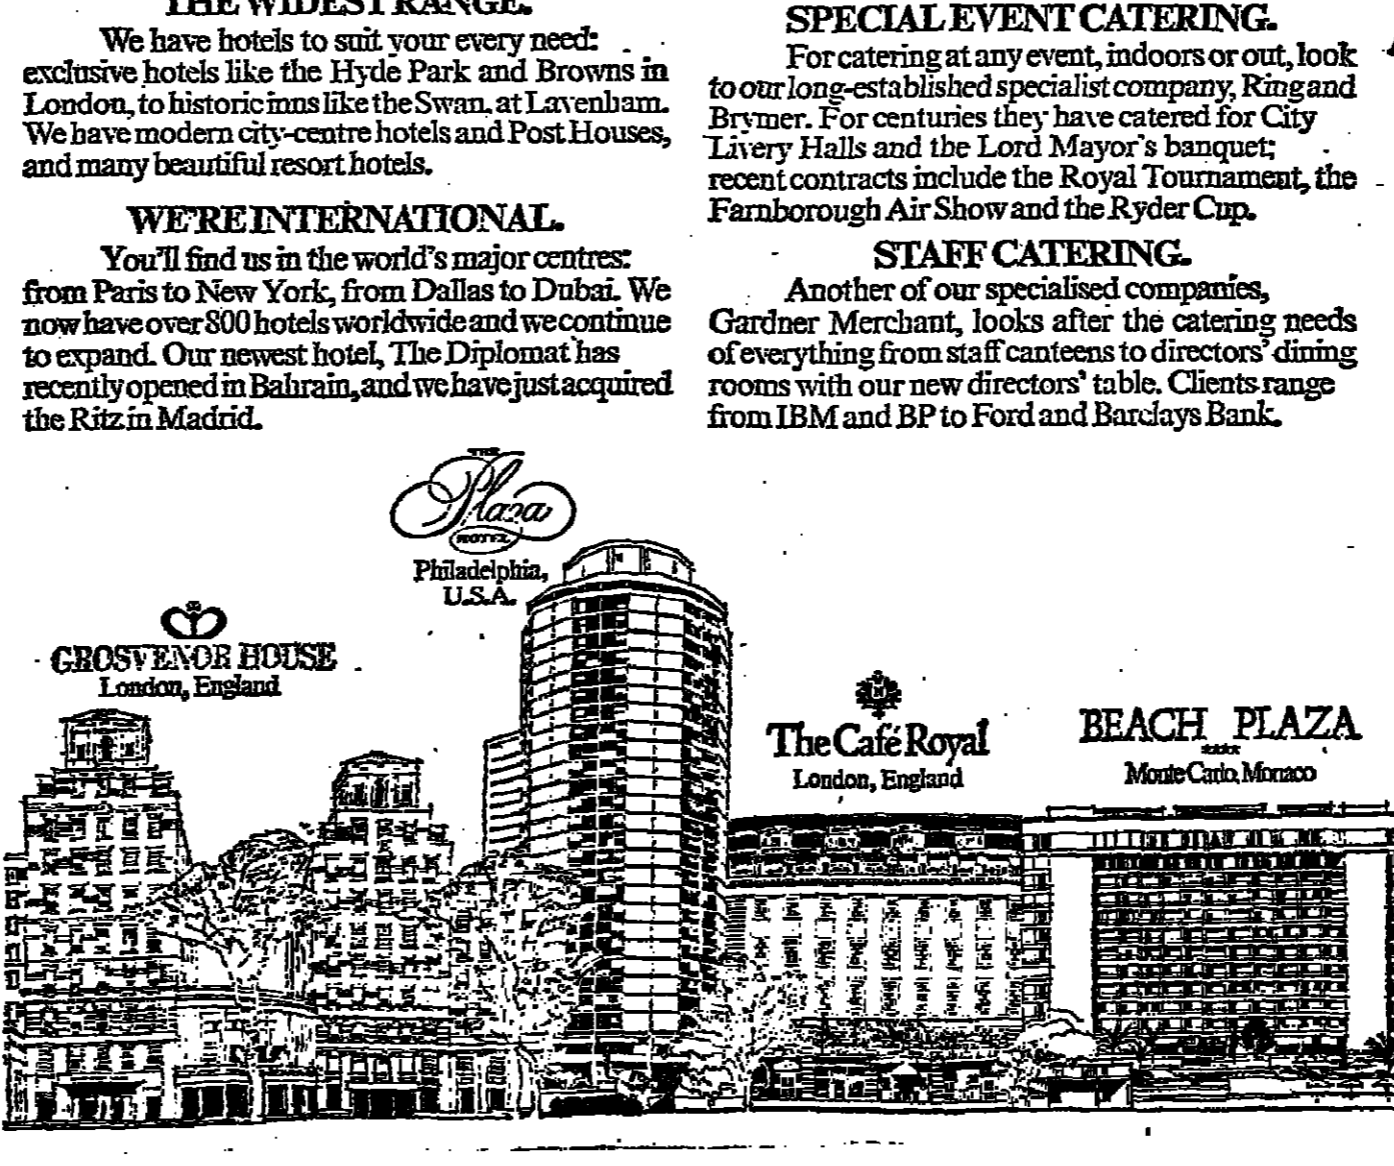 THE WIDEST RANGE.
We have hotels to suit your every need:
exclusive hotels like the Hyde Park and Browns in
London, to historic inns like the Swan, at Lavenham.
We have modern city-centre hotels and Post Houses,
and many beautiful resort hotels.
WE'RE INTERNATIONAL.
You'll find us in the world's major centres:
from Paris to New York, from Dallas to Dubai. We
now have over 800 hotels worldwide and we continue
to expand. Our newest hotel, The Diplomat has
recently opened in Bahrain, and we have just acquired
the Ritz in Madrid.
SPECIAL EVENT CATERING.
For catering at any event, indoors or out, look
to our long-established specialist company, Ring and
Brymer. For centuries they have catered for City
Livery Halls and the Lord Mayor's banquet;
recent contracts include the Royal Tournament, the
Farnborough Air Show and the Ryder Cup.
STAFF CATERING.
Another of our specialised companies,
Gardner Merchant, looks after the catering needs
of everything from staff canteens to directors' dining
rooms with our new directors' table. Clients range
from IBM and BP to Ford and Barclays Bank.
THE
Plaza
HOTEL
Philadelphia,
U.S.A.
GROSVENOR HOUSE
London, England
The Café Royal
London, England
BEACH PLAZA
Monte Carlo, Monaco